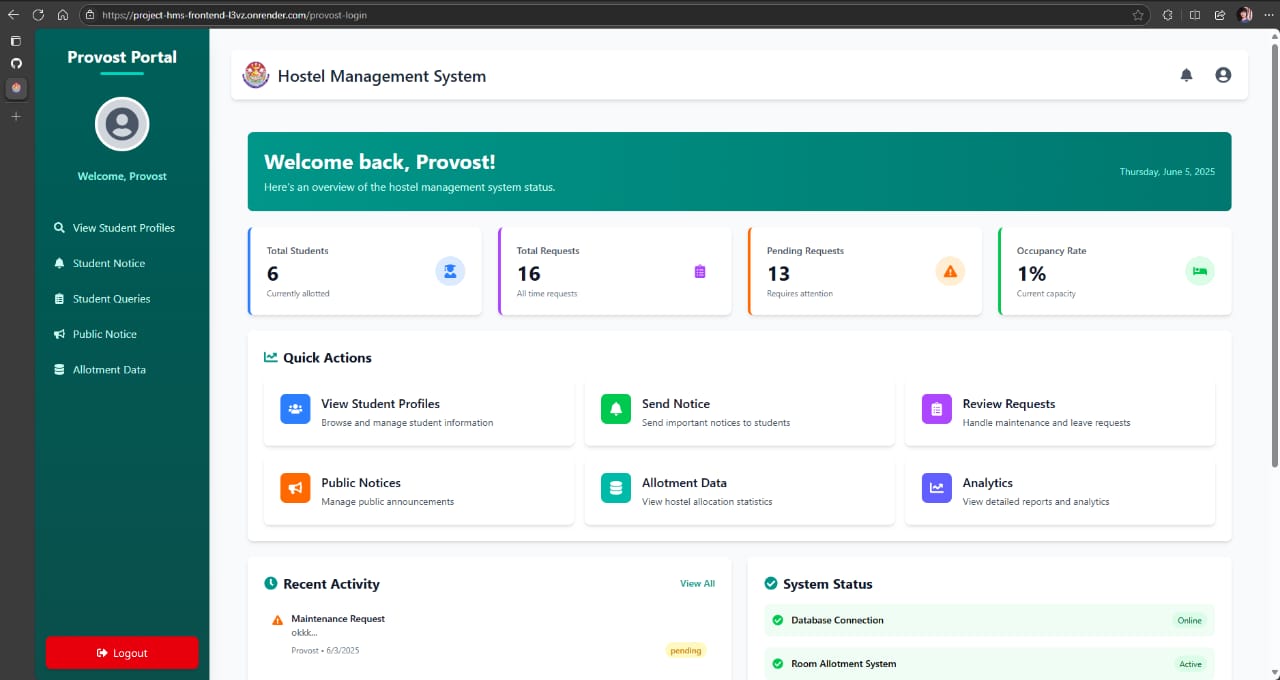 https://project-hms-frontend-l3vz.onrender.com/provost-login
Provost Portal
Welcome, Provost
View Student Profiles
Student Notice
Student Queries
Public Notice
Allotment Data
Logout
Hostel Management System
Welcome back, Provost!
Here's an overview of the hostel management system status.
Thursday, June 5, 2025
Total Students
6
Currently allotted
Total Requests
16
All time requests
Pending Requests
13
Requires attention
Occupancy Rate
1%
Current capacity
Quick Actions
View Student Profiles
Browse and manage student information
Send Notice
Send important notices to students
Review Requests
Handle maintenance and leave requests
Public Notices
Manage public announcements
Allotment Data
View hostel allocation statistics
Analytics
View detailed reports and analytics
Recent Activity
View All
Maintenance Request
okkk...
Provost • 6/3/2025
pending
System Status
Database Connection
Online
Room Allotment System
Active